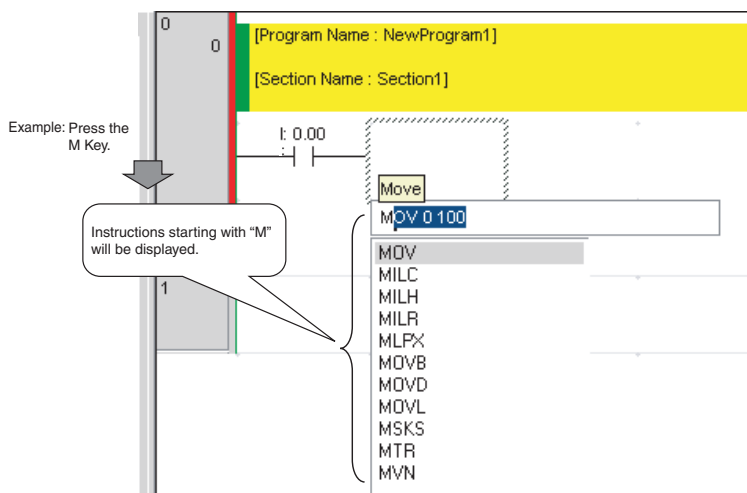 0
0
[Program Name : NewProgram1]
[Section Name : Section1]
Example: Press the
M Key.
I: 0.00
Move
MOV 0 100
Instructions starting with “M”
will be displayed.
MOV
MILC
MILH
MILR
MLPX
MOVB
MOVD
MOVL
MSKS
MTR
MVN
1